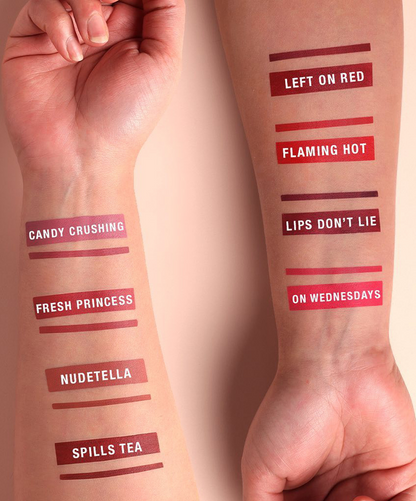 CANDY CRUSHING
FRESH PRINCESS
NUDETELLA
SPILLS TEA
LEFT ON RED
FLAMING HOT
LIPS DON'T LIE
ON WEDNESDAYS